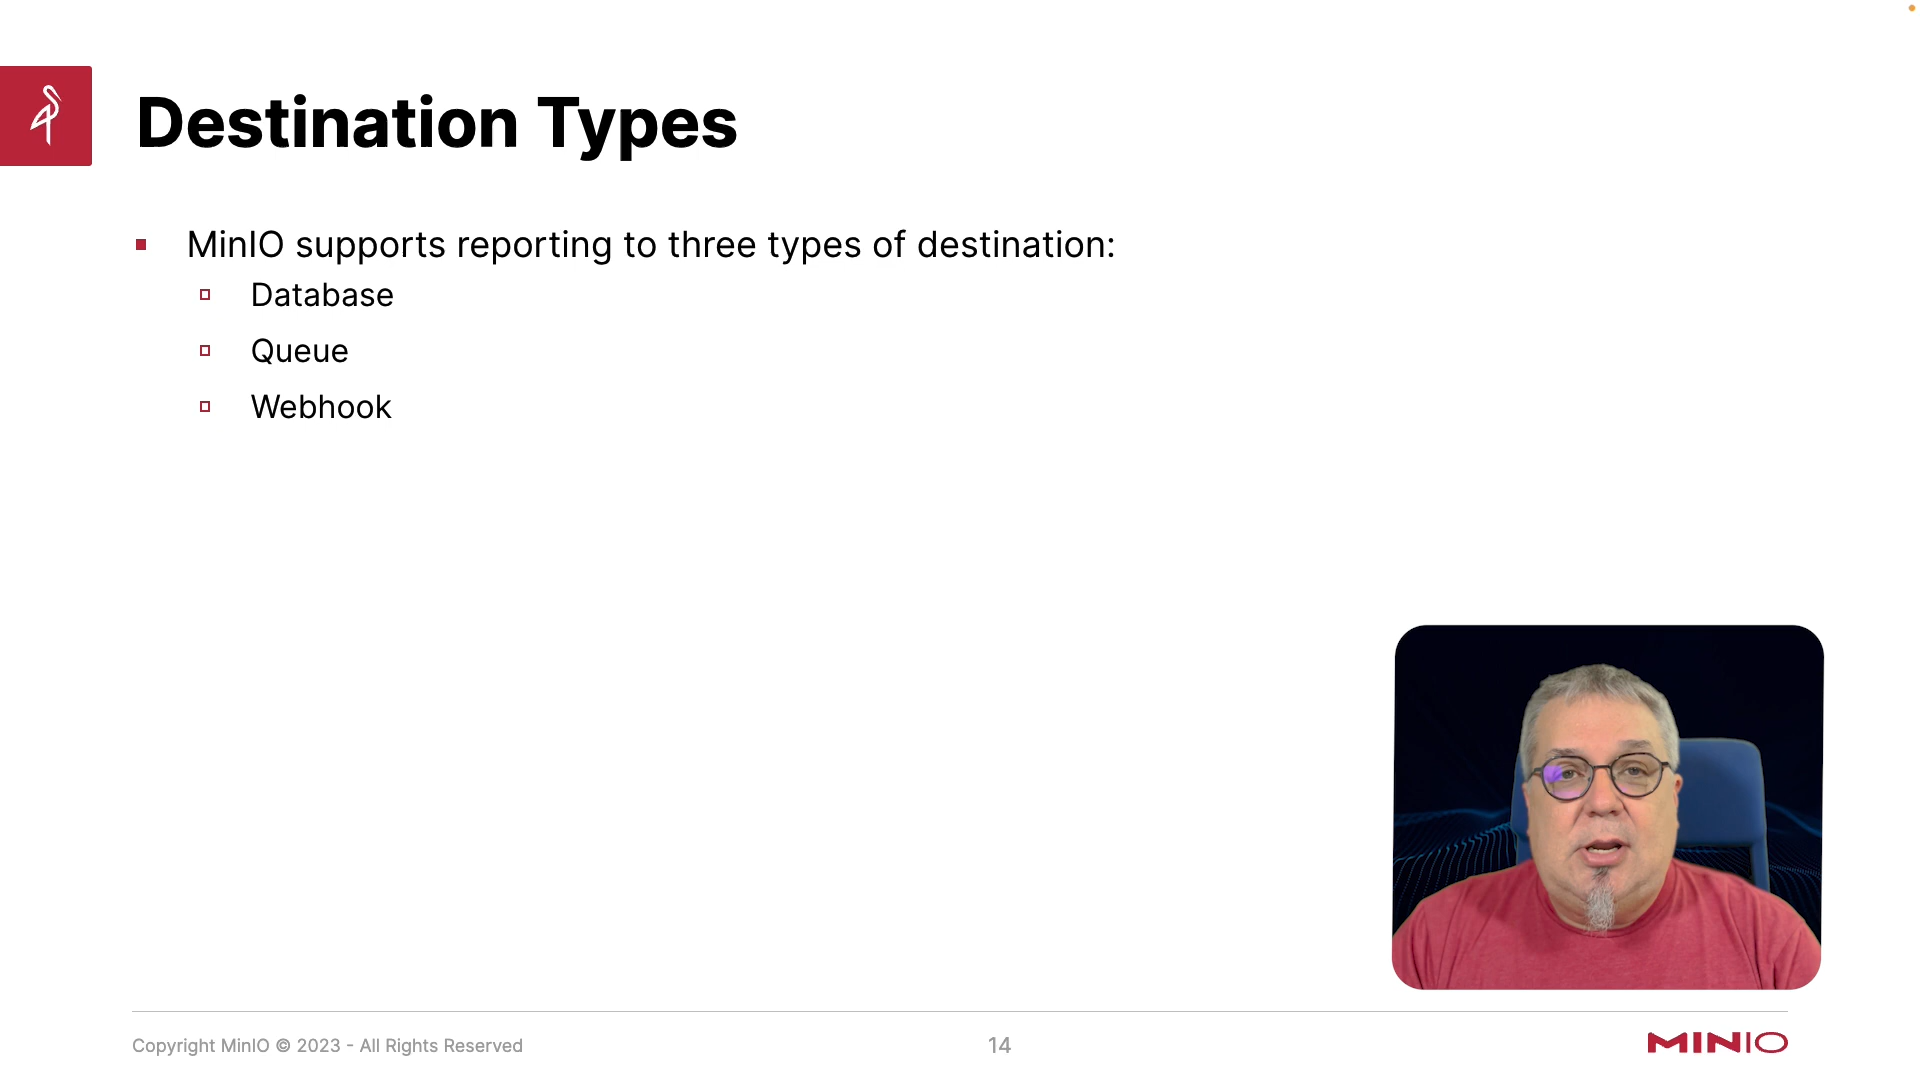 Destination Types
MinIO supports reporting to three types of destination:
Database
Queue
Webhook
Copyright MinIO © 2023 - All Rights Reserved
14
MINIO